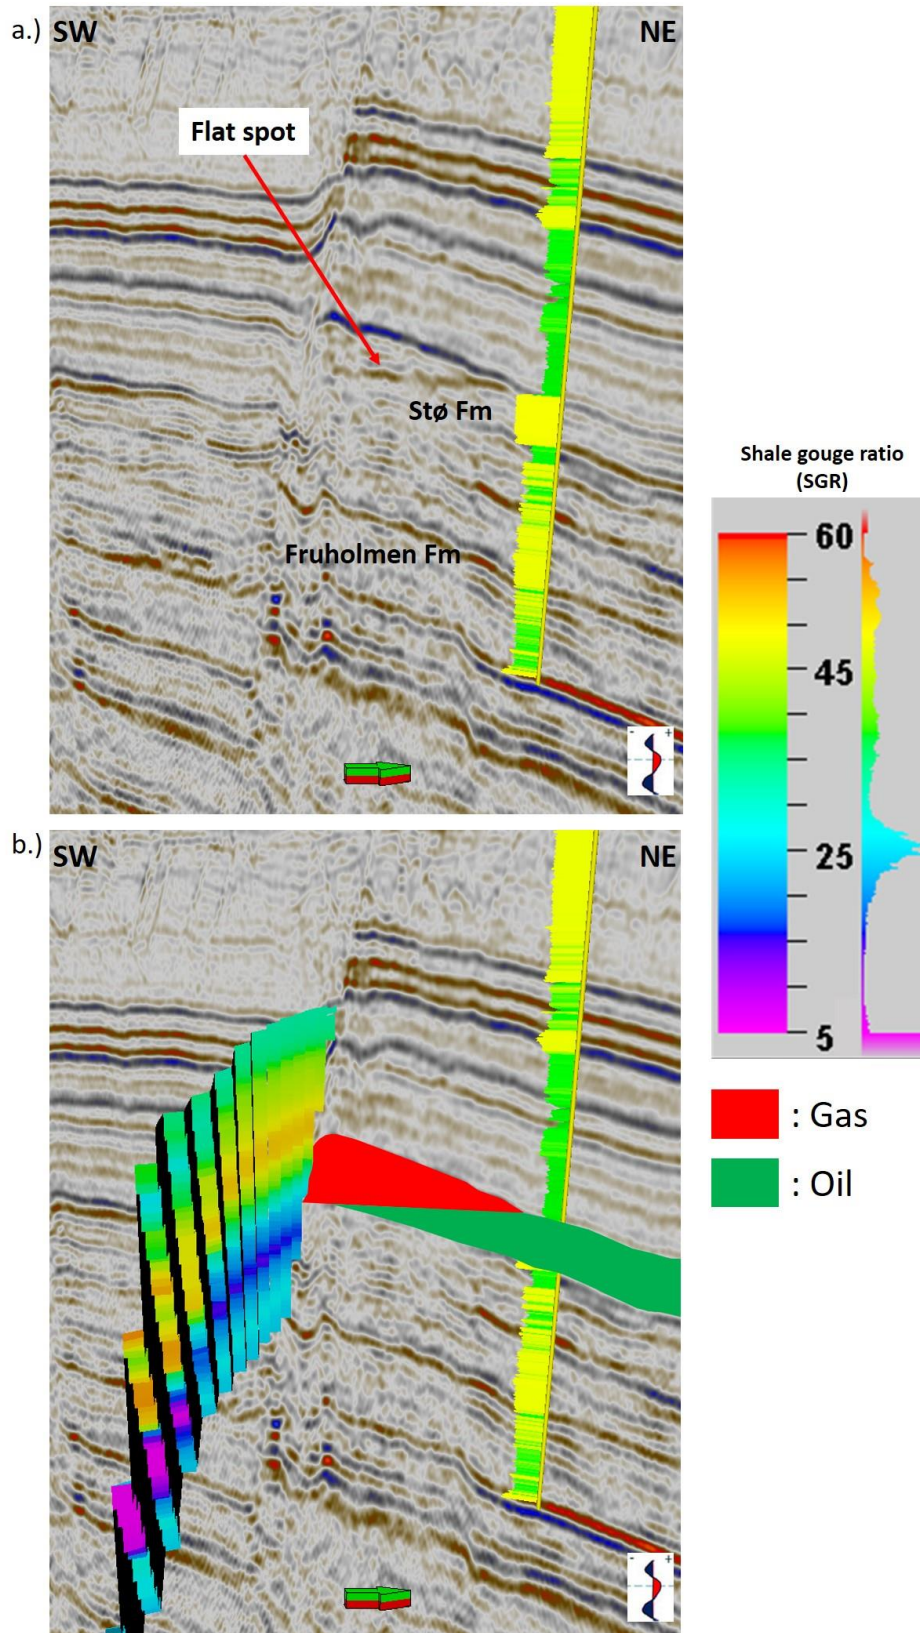 a.)
SW
NE
Flat spot
Stø Fm
Fruholmen Fm
- +
b.)
SW
NE
- +
Shale gouge ratio
(SGR)
60
45
25
5
: Gas
: Oil